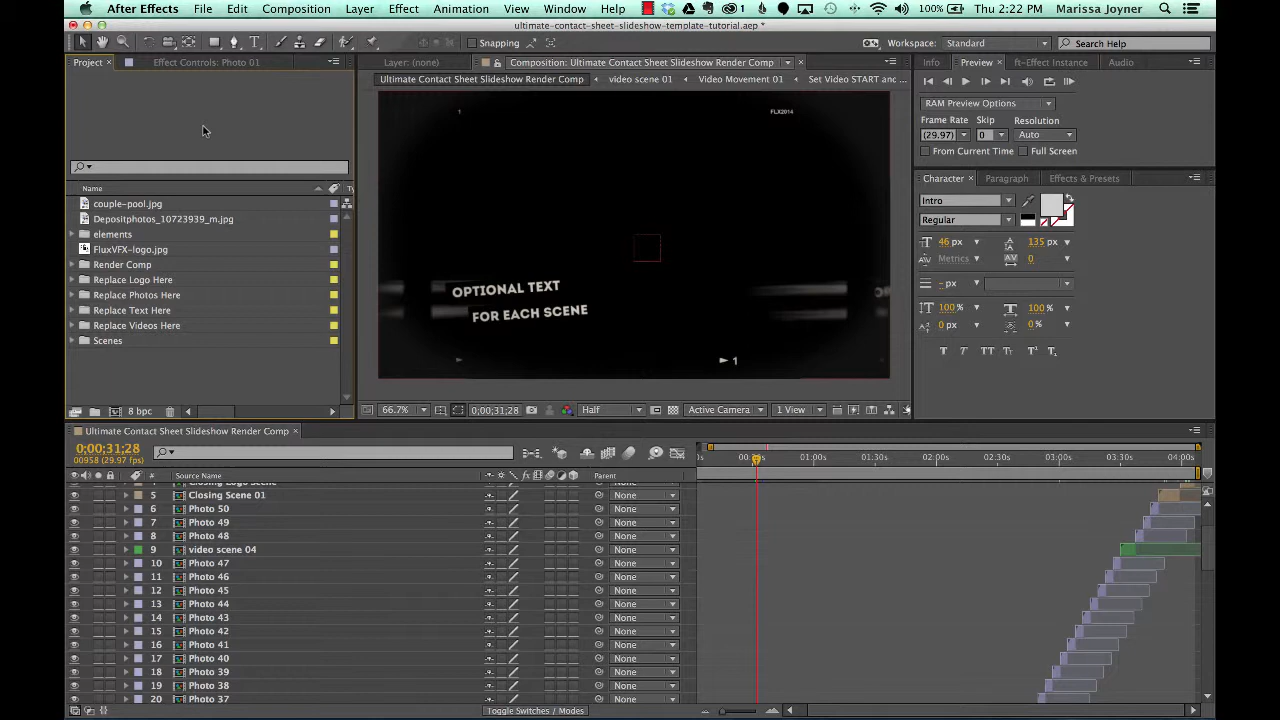 After Effects File Edit Composition Layer Effect Animation View Window Help 1 100% Thu 2:22 PM Marissa Joyner
ultimate-contact-sheet-slideshow-template-tutorial.aep *
Snapping Workspace: Standard Search Help
Project Effect Controls: Photo 01 Layer: (none) Composition: Ultimate Contact Sheet Slideshow Render Comp Info Preview ft-Effect Instance Audio
Ultimate Contact Sheet Slideshow Render Comp video scene 01 Video Movement 01 Set Video START and ...
RAM Preview Options
Frame Rate Skip Resolution
(29.97) 0 Auto
From Current Time Full Screen
1 FLX2014
Character Paragraph Effects & Presets
Name Ty
couple-pool.jpg
Depositphotos_10723939_m.jpg
elements
FluxVFX-logo.jpg
Render Comp
Replace Logo Here
Replace Photos Here
Replace Text Here
Replace Videos Here
Scenes
Intro
Regular
46 px 135 px
Metrics 0
- px
100% 100%
0 px 0%
T T TT Tr T¹ T₁
OPTIONAL TEXT
FOR EACH SCENE
1
8 bpc
66.7% 0;00;31;28 Half Active Camera 1 View
Ultimate Contact Sheet Slideshow Render Comp
0;00;31;28
00958 (29.97 fps)
01:00s 01:30s 02:00s 02:30s 03:00s 03:30s 04:00s
# Source Name fx Parent
Closing Logo Scene None
5 Closing Scene 01 None
6 Photo 50 None
7 Photo 49 None
8 Photo 48 None
9 video scene 04 None
10 Photo 47 None
11 Photo 46 None
12 Photo 45 None
13 Photo 44 None
14 Photo 43 None
15 Photo 42 None
16 Photo 41 None
17 Photo 40 None
18 Photo 39 None
19 Photo 38 None
20 Photo 37 None
Toggle Switches / Modes